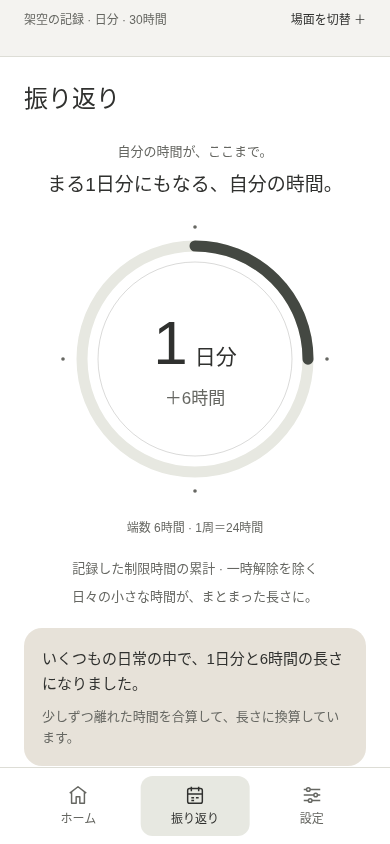 架空の記録 · 日分 · 30時間
場面を切替 ＋
振り返り
自分の時間が、ここまで。
まる1日分にもなる、自分の時間。
1 日分
＋6時間
端数 6時間 · 1周＝24時間
記録した制限時間の累計 · 一時解除を除く
日々の小さな時間が、まとまった長さに。
いくつもの日常の中で、1日分と6時間の長さ
になりました。
少しずつ離れた時間を合算して、長さに換算してい
ます。
ホーム
振り返り
設定